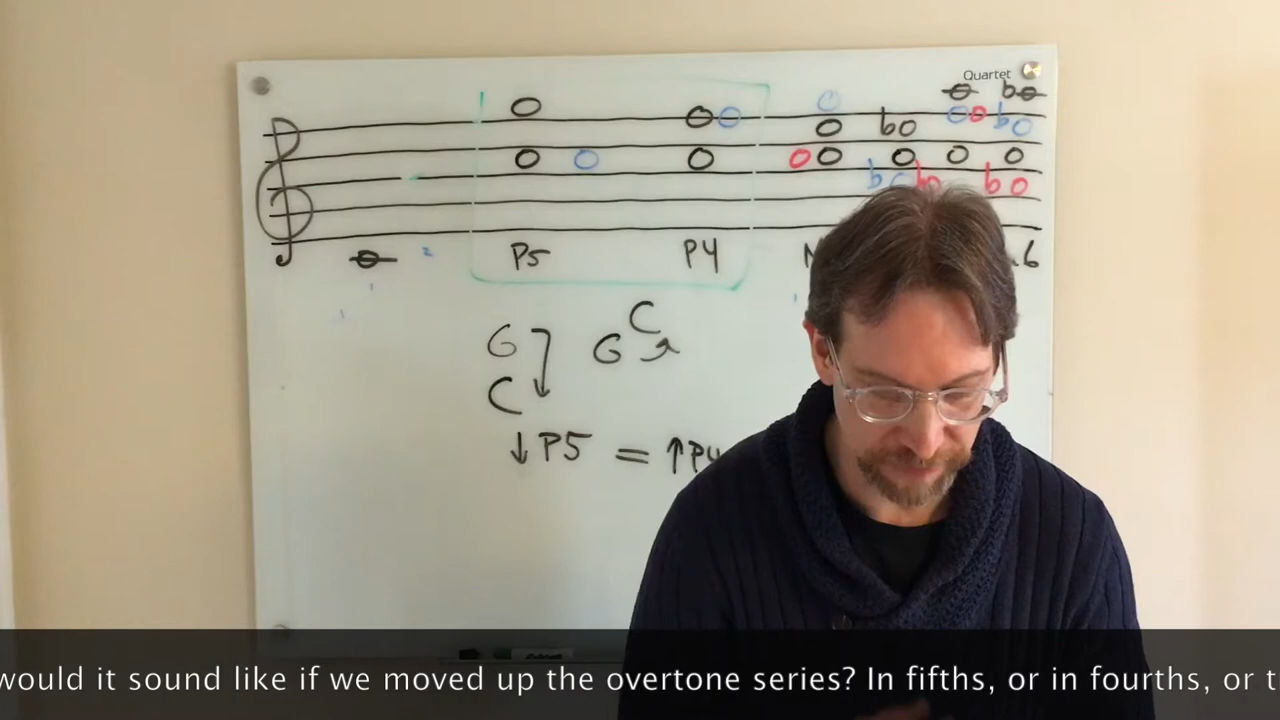 Quartet
P5 P4 .6
G C G C
↓P5 = ↑P4
would it sound like if we moved up the overtone series? In fifths, or in fourths, or t